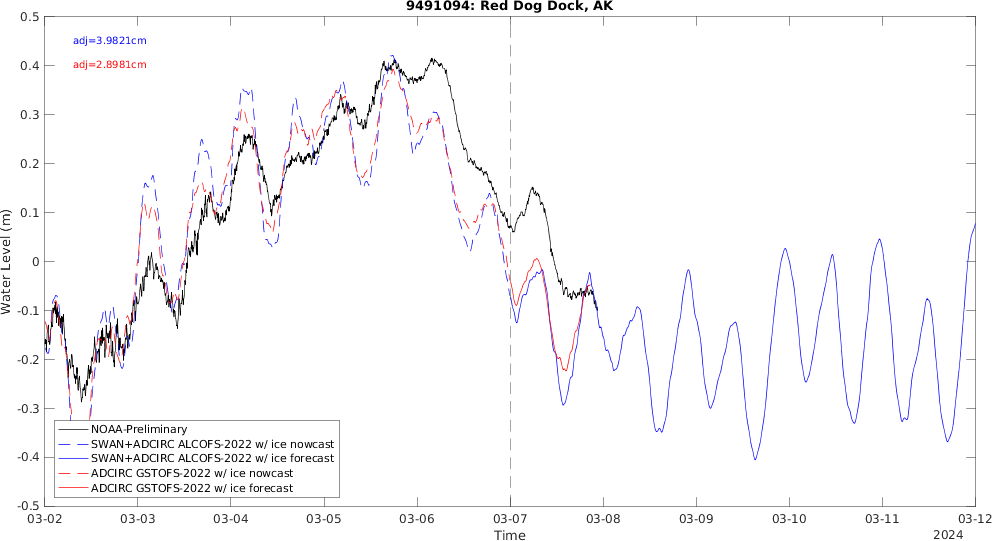 9491094: Red Dog Dock, AK
adj=3.9821cm
adj=2.8981cm
Water Level (m)
0.5
0.4
0.3
0.2
0.1
0
-0.1
-0.2
-0.3
-0.4
-0.5
NOAA-Preliminary
SWAN+ADCIRC ALCOFS-2022 w/ ice nowcast
SWAN+ADCIRC ALCOFS-2022 w/ ice forecast
ADCIRC GSTOFS-2022 w/ ice nowcast
ADCIRC GSTOFS-2022 w/ ice forecast
03-02 03-03 03-04 03-05 03-06 03-07 03-08 03-09 03-10 03-11 03-12
Time
2024